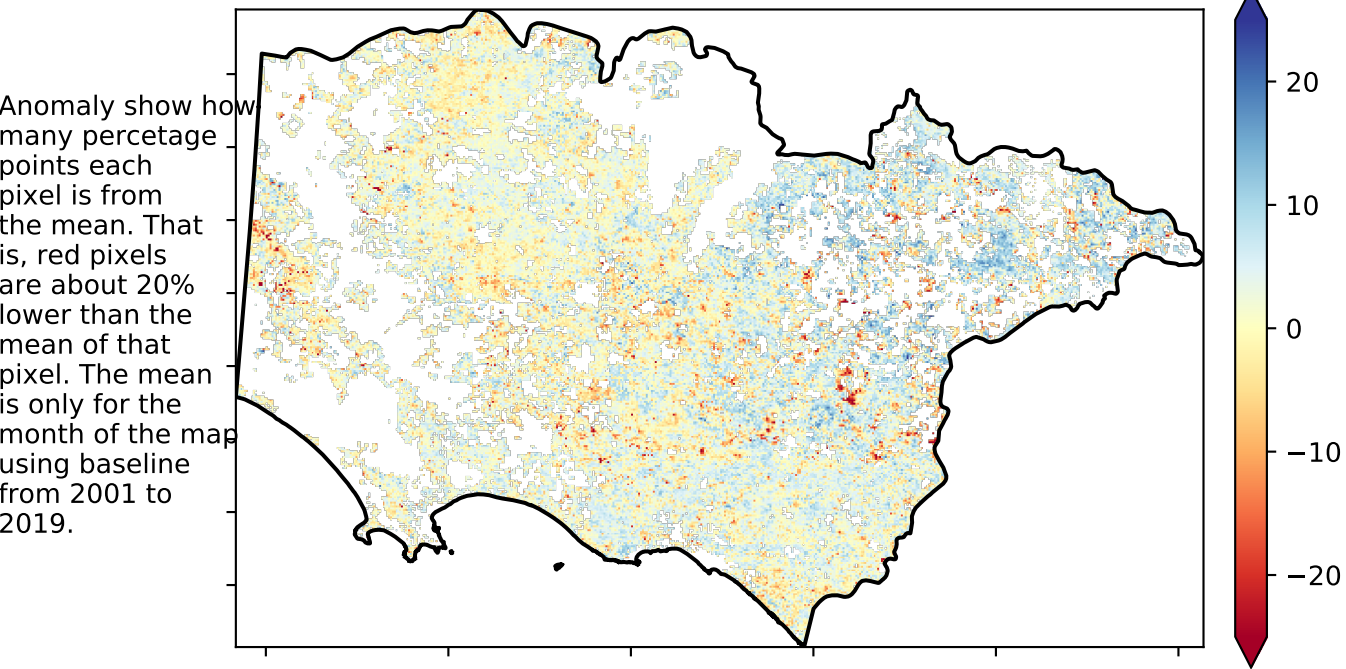 Anomaly show how
many percetage
points each
pixel is from
the mean. That
is, red pixels
are about 20%
lower than the
mean of that
pixel. The mean
is only for the
month of the map
using baseline
from 2001 to
2019.
20
10
0
−10
−20